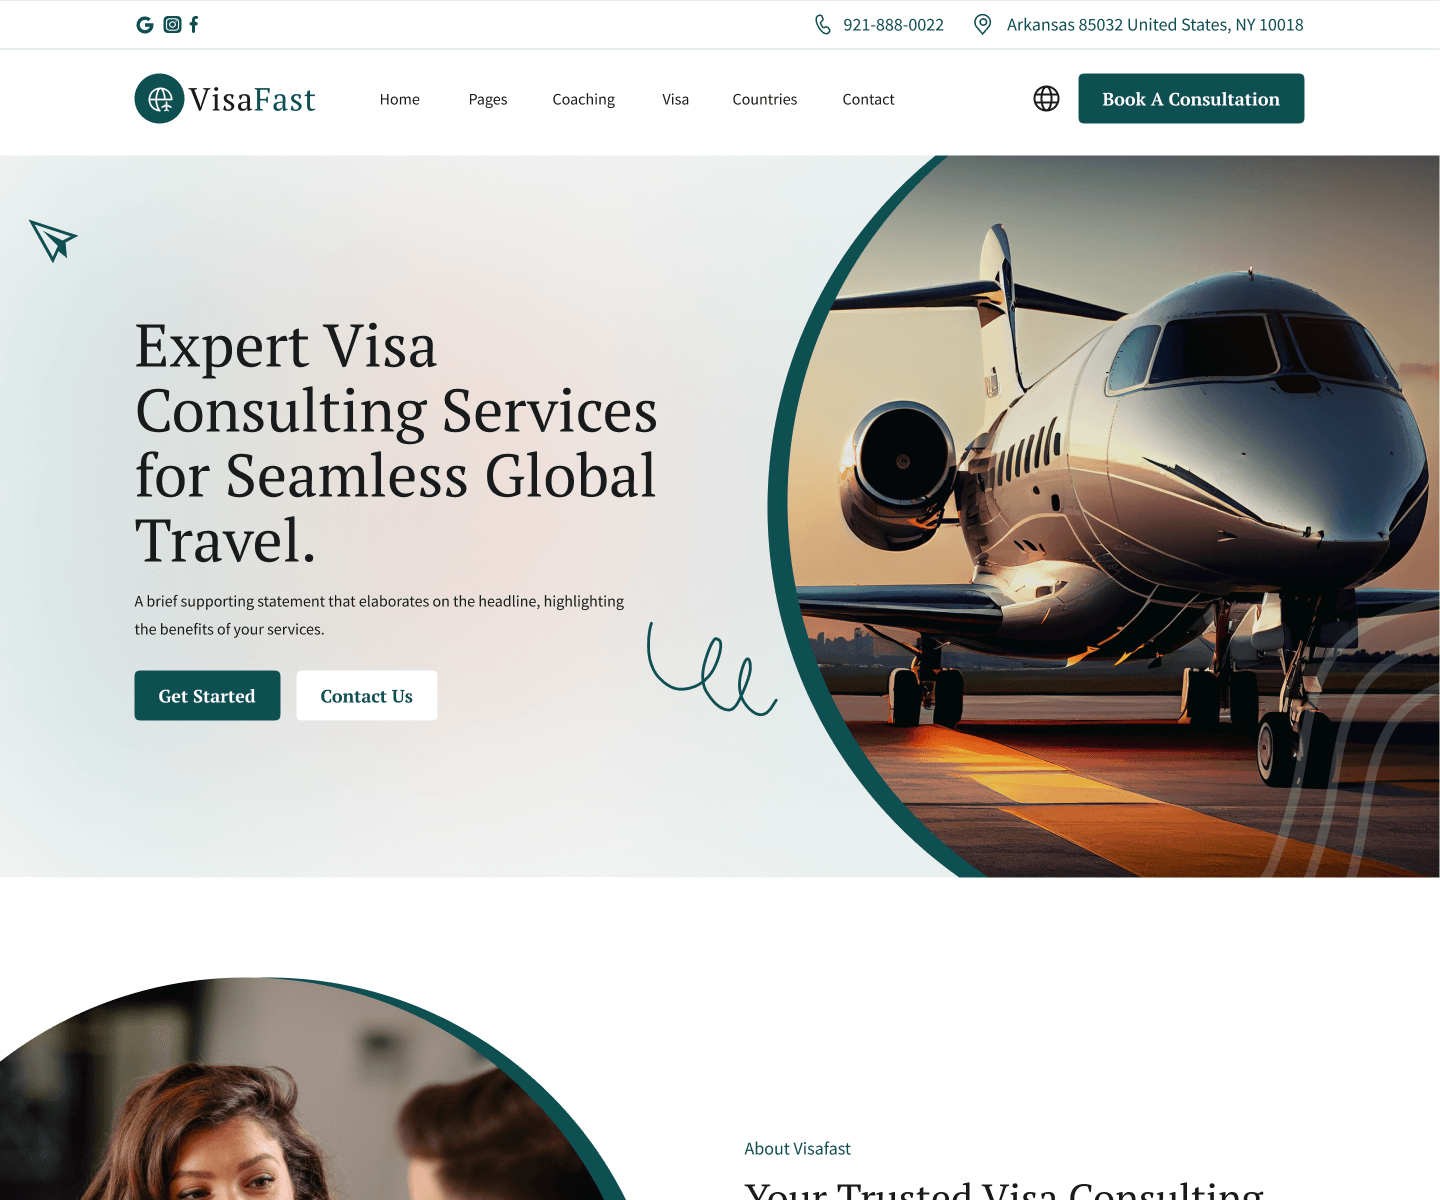 921-888-0022
Arkansas 85032 United States, NY 10018
VisaFast
Home
Pages
Coaching
Visa
Countries
Contact
Book A Consultation
Expert Visa
Consulting Services
for Seamless Global
Travel.
A brief supporting statement that elaborates on the headline, highlighting
the benefits of your services.
Get Started
Contact Us
About Visafast
Your Trusted Visa Consulting